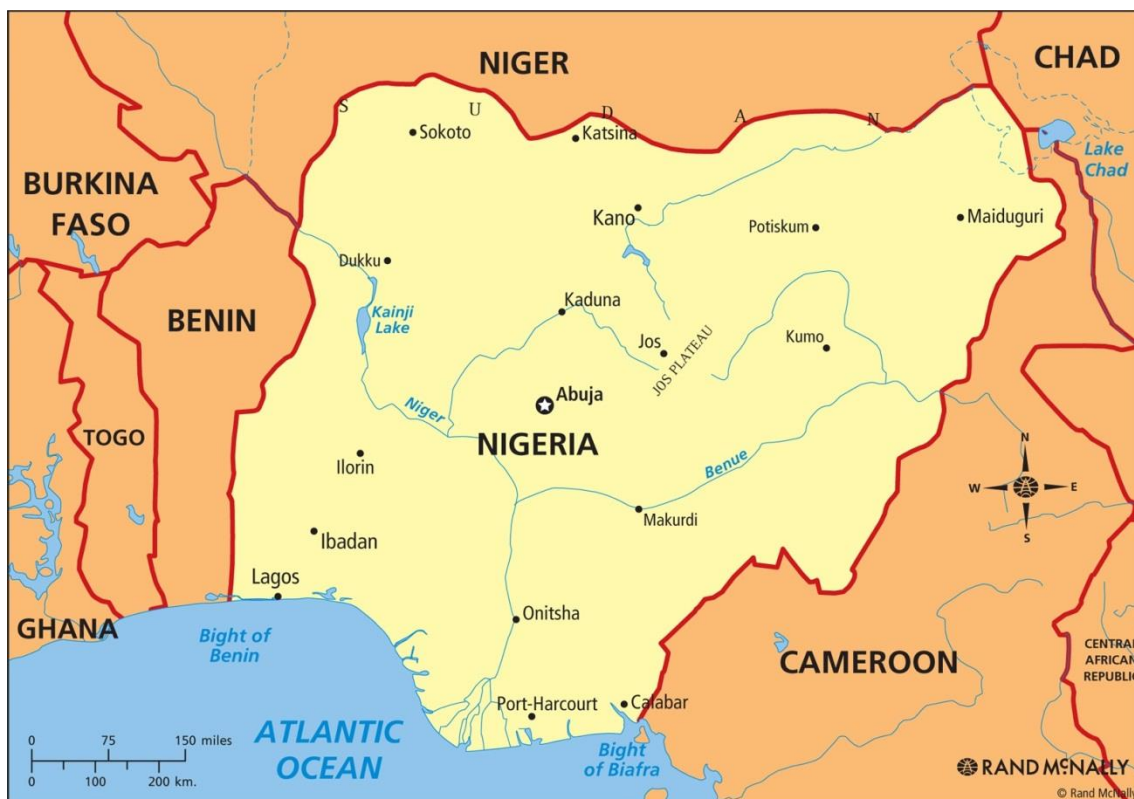 NIGER
CHAD
S U D A N
Sokoto
Katsina
Lake
Chad
BURKINA
FASO
Kano
Potiskum
Maiduguri
Dukku
Kainji
Lake
Kaduna
BENIN
Jos
JOS PLATEAU
Kumo
Abuja
Niger
NIGERIA
TOGO
Ilorin
Benue
N
W E
S
Makurdi
Ibadan
Lagos
Onitsha
GHANA
Bight of
Benin
CAMEROON
CENTRAL
AFRICAN
REPUBLIC
Port-Harcourt
Calabar
ATLANTIC
OCEAN
Bight
of Biafra
0 75 150 miles
0 100 200 km.
RAND McNALLY
© Rand McNally